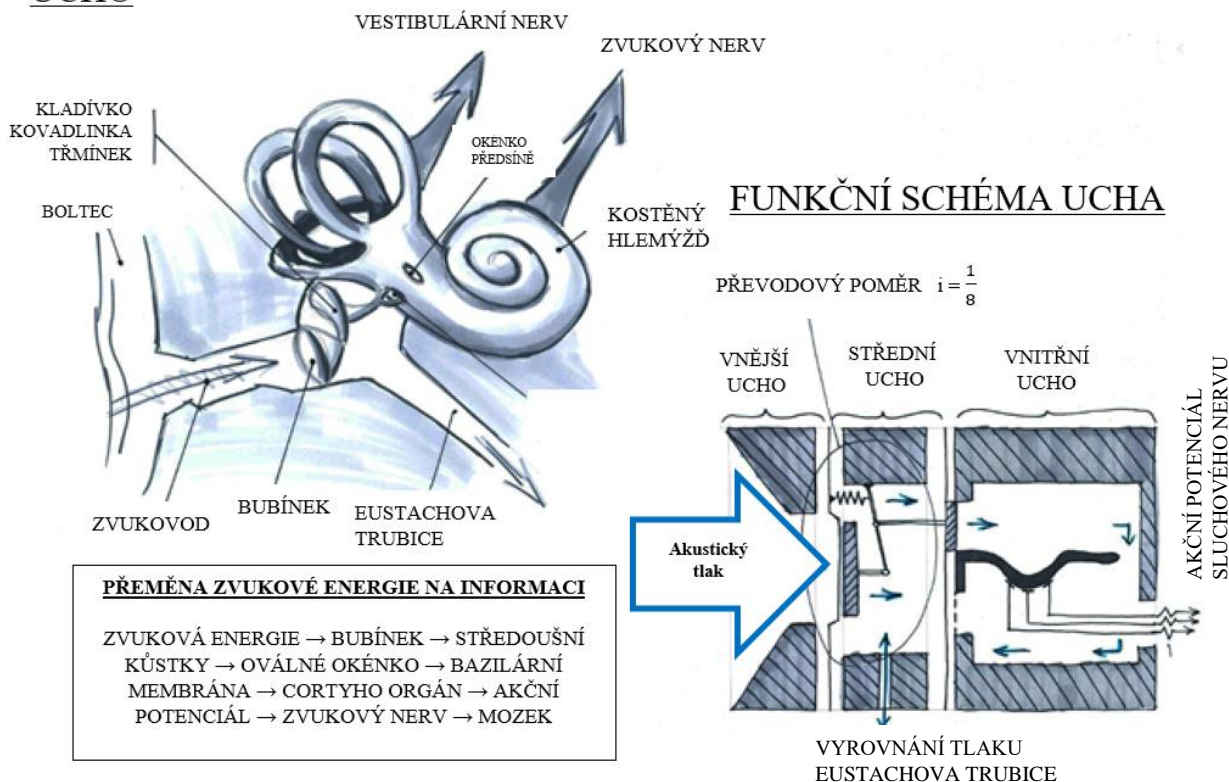 UCHO
VESTIBULÁRNÍ NERV
ZVUKOVÝ NERV
KLADÍVKO
KOVADLINKA
TŘMÍNEK
OKÉNKO
PŘEDSÍNĚ
BOLTEC
KOSTĚNÝ
HLEMÝŽĎ
ZVUKOVOD
BUBÍNEK
EUSTACHOVA
TRUBICE
PŘEMĚNA ZVUKOVÉ ENERGIE NA INFORMACI
ZVUKOVÁ ENERGIE → BUBÍNEK → STŘEDOUŠNÍ
KŮSTKY → OVÁLNÉ OKÉNKO → BAZILÁRNÍ
MEMBRÁNA → CORTYHO ORGÁN → AKČNÍ
POTENCIÁL → ZVUKOVÝ NERV → MOZEK
FUNKČNÍ SCHÉMA UCHA
PŘEVODOVÝ POMĚR i = 1/8
VNĚJŠÍ
UCHO
STŘEDNÍ
UCHO
VNITŘNÍ
UCHO
Akustický
tlak
AKČNÍ POTENCIÁL
SLUCHOVÉHO NERVU
VYROVNÁNÍ TLAKU
EUSTACHOVA TRUBICE